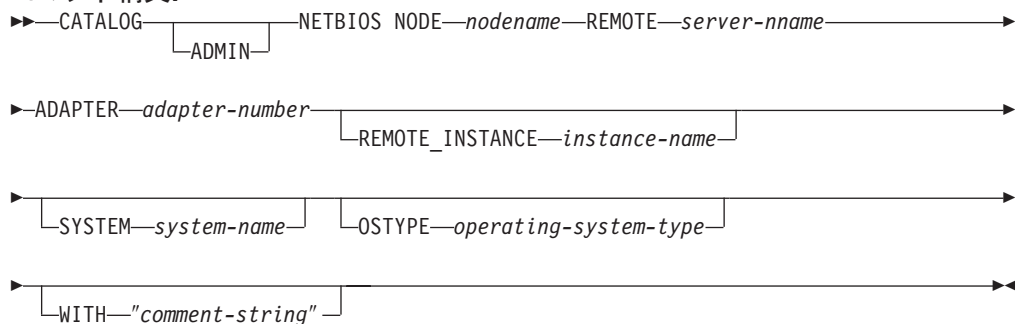 CATALOG ADMIN NETBIOS NODE nodename REMOTE server-nname
ADAPTER adapter-number REMOTE_INSTANCE instance-name
SYSTEM system-name OSTYPE operating-system-type
WITH "comment-string"